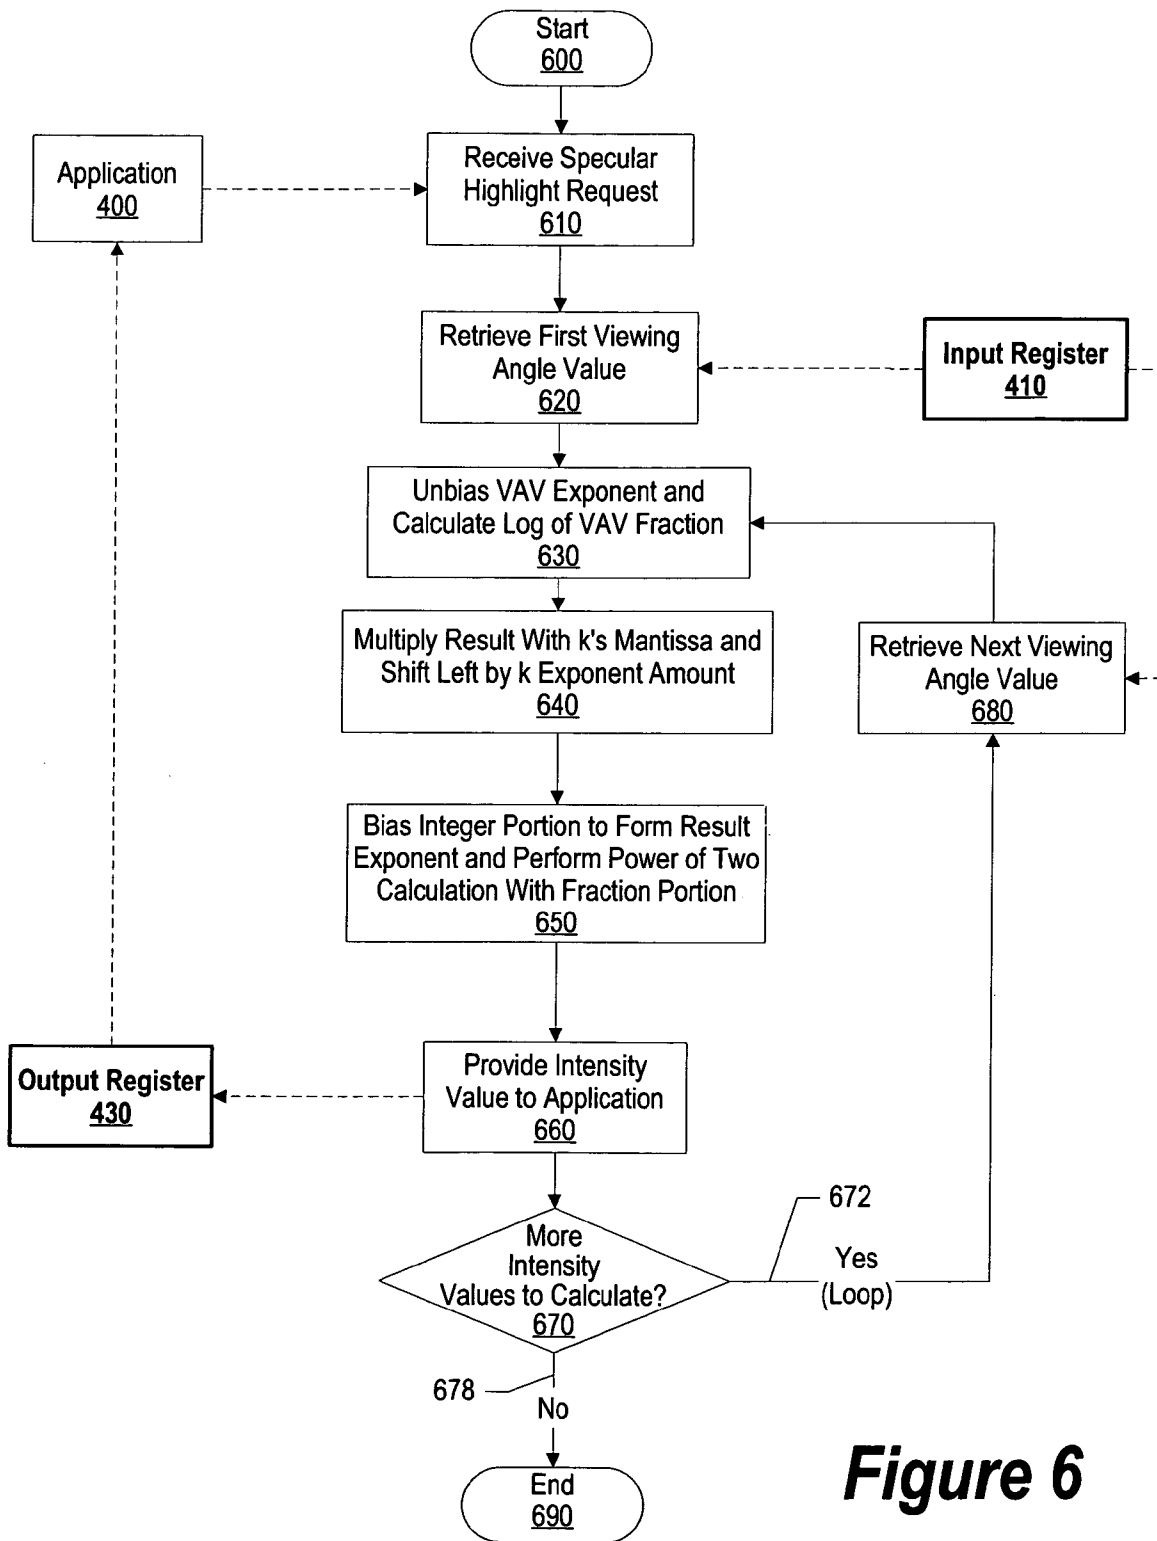 Start
600
Application
400
Receive Specular
Highlight Request
610
Retrieve First Viewing
Angle Value
620
Input Register
410
Unbias VAV Exponent and
Calculate Log of VAV Fraction
630
Multiply Result With k's Mantissa and
Shift Left by k Exponent Amount
640
Retrieve Next Viewing
Angle Value
680
Bias Integer Portion to Form Result
Exponent and Perform Power of Two
Calculation With Fraction Portion
650
Output Register
430
Provide Intensity
Value to Application
660
More
Intensity
Values to Calculate?
670
672
Yes
(Loop)
678
No
End
690
Figure 6